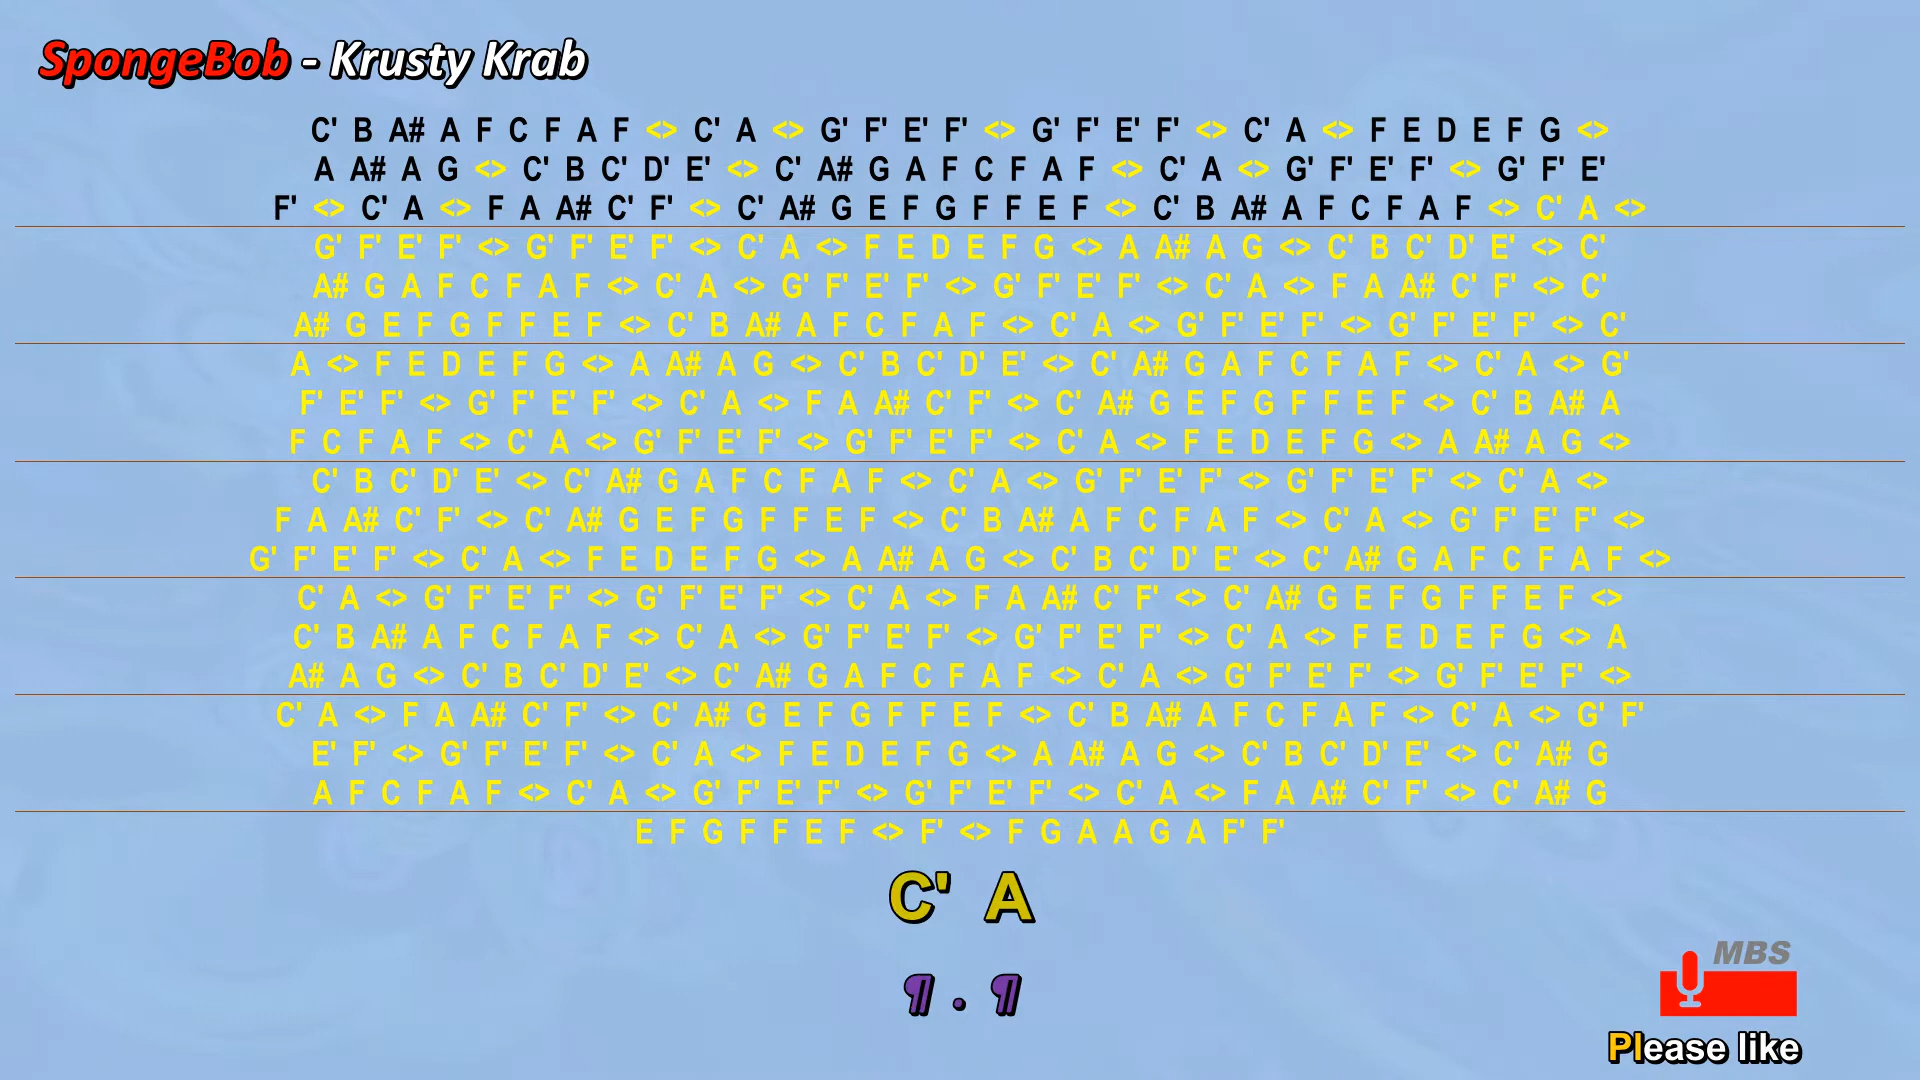 SpongeBob - Krusty Krab
C' B A# A F C F A F <> C' A <> G' F' E' F' <> G' F' E' F' <> C' A <> F E D E F G <>
A A# A G <> C' B C' D' E' <> C' A# G A F C F A F <> C' A <> G' F' E' F' <> G' F' E'
F' <> C' A <> F A A# C' F' <> C' A# G E F G F F E F <> C' B A# A F C F A F <> C' A <>
G' F' E' F' <> G' F' E' F' <> C' A <> F E D E F G <> A A# A G <> C' B C' D' E' <> C'
A# G A F C F A F <> C' A <> G' F' E' F' <> G' F' E' F' <> C' A <> F A A# C' F' <> C'
A# G E F G F F E F <> C' B A# A F C F A F <> C' A <> G' F' E' F' <> G' F' E' F' <> C'
A <> F E D E F G <> A A# A G <> C' B C' D' E' <> C' A# G A F C F A F <> C' A <> G'
F' E' F' <> G' F' E' F' <> C' A <> F A A# C' F' <> C' A# G E F G F F E F <> C' B A# A
F C F A F <> C' A <> G' F' E' F' <> G' F' E' F' <> C' A <> F E D E F G <> A A# A G <>
C' B C' D' E' <> C' A# G A F C F A F <> C' A <> G' F' E' F' <> G' F' E' F' <> C' A <>
F A A# C' F' <> C' A# G E F G F F E F <> C' B A# A F C F A F <> C' A <> G' F' E' F' <>
G' F' E' F' <> C' A <> F E D E F G <> A A# A G <> C' B C' D' E' <> C' A# G A F C F A F <>
C' A <> G' F' E' F' <> G' F' E' F' <> C' A <> F A A# C' F' <> C' A# G E F G F F E F <>
C' B A# A F C F A F <> C' A <> G' F' E' F' <> G' F' E' F' <> C' A <> F E D E F G <> A
A# A G <> C' B C' D' E' <> C' A# G A F C F A F <> C' A <> G' F' E' F' <> G' F' E' F' <>
C' A <> F A A# C' F' <> C' A# G E F G F F E F <> C' B A# A F C F A F <> C' A <> G' F'
E' F' <> G' F' E' F' <> C' A <> F E D E F G <> A A# A G <> C' B C' D' E' <> C' A# G
A F C F A F <> C' A <> G' F' E' F' <> G' F' E' F' <> C' A <> F A A# C' F' <> C' A# G
E F G F F E F <> F' <> F G A A G A F' F'
C' A
¶ . ¶
MBS
Please like